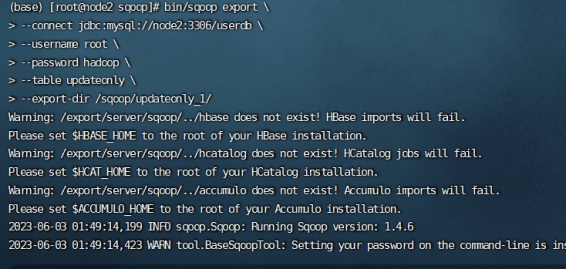 (base) [root@node2 sqoop]# bin/sqoop export \
> --connect jdbc:mysql://node2:3306/userdb \
> --username root \
> --password hadoop \
> --table updateonly \
> --export-dir /sqoop/updateonly_1/
Warning: /export/server/sqoop/../hbase does not exist! HBase imports will fail.
Please set $HBASE_HOME to the root of your HBase installation.
Warning: /export/server/sqoop/../hcatalog does not exist! HCatalog jobs will fail.
Please set $HCAT_HOME to the root of your HCatalog installation.
Warning: /export/server/sqoop/../accumulo does not exist! Accumulo imports will fail.
Please set $ACCUMULO_HOME to the root of your Accumulo installation.
2023-06-03 01:49:14,199 INFO sqoop.Sqoop: Running Sqoop version: 1.4.6
2023-06-03 01:49:14,423 WARN tool.BaseSqoopTool: Setting your password on the command-line is ins